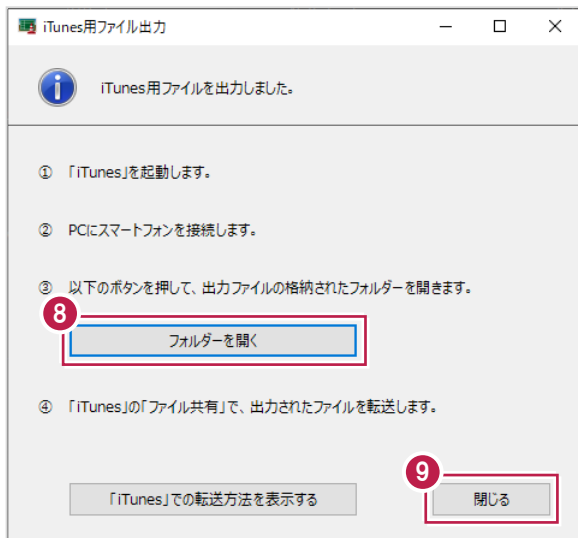 iTunes用ファイル出力
iTunes用ファイルを出力しました。
① 「iTunes」を起動します。
② PCにスマートフォンを接続します。
③ 以下のボタンを押して、出力ファイルの格納されたフォルダーを開きます。
8
フォルダーを開く
④ 「iTunes」の「ファイル共有」で、出力されたファイルを転送します。
9
「iTunes」での転送方法を表示する 閉じる